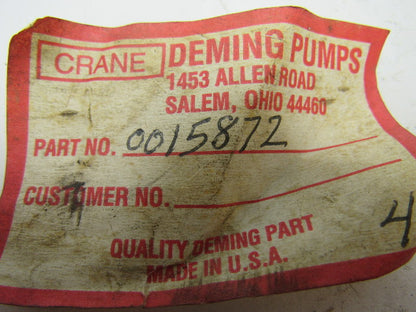 CRANE DEMING PUMPS
1453 ALLEN ROAD
SALEM, OHIO 44460
PART NO. 0015872
CUSTOMER NO.
4
QUALITY DEMING PART
MADE IN U.S.A.